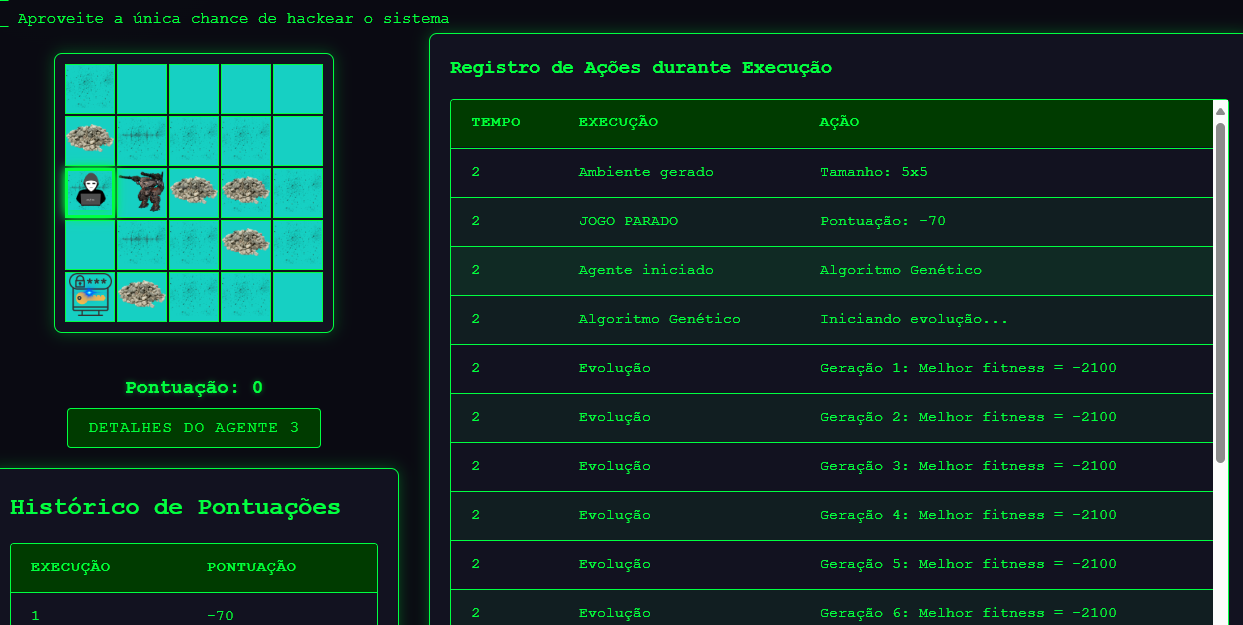 Aproveite a única chance de hackear o sistema
Pontuação: 0
DETALHES DO AGENTE 3
Histórico de Pontuações
EXECUÇÃO PONTUAÇÃO
1 -70
Registro de Ações durante Execução
TEMPO EXECUÇÃO AÇÃO
2 Ambiente gerado Tamanho: 5x5
2 JOGO PARADO Pontuação: -70
2 Agente iniciado Algoritmo Genético
2 Algoritmo Genético Iniciando evolução...
2 Evolução Geração 1: Melhor fitness = -2100
2 Evolução Geração 2: Melhor fitness = -2100
2 Evolução Geração 3: Melhor fitness = -2100
2 Evolução Geração 4: Melhor fitness = -2100
2 Evolução Geração 5: Melhor fitness = -2100
2 Evolução Geração 6: Melhor fitness = -2100